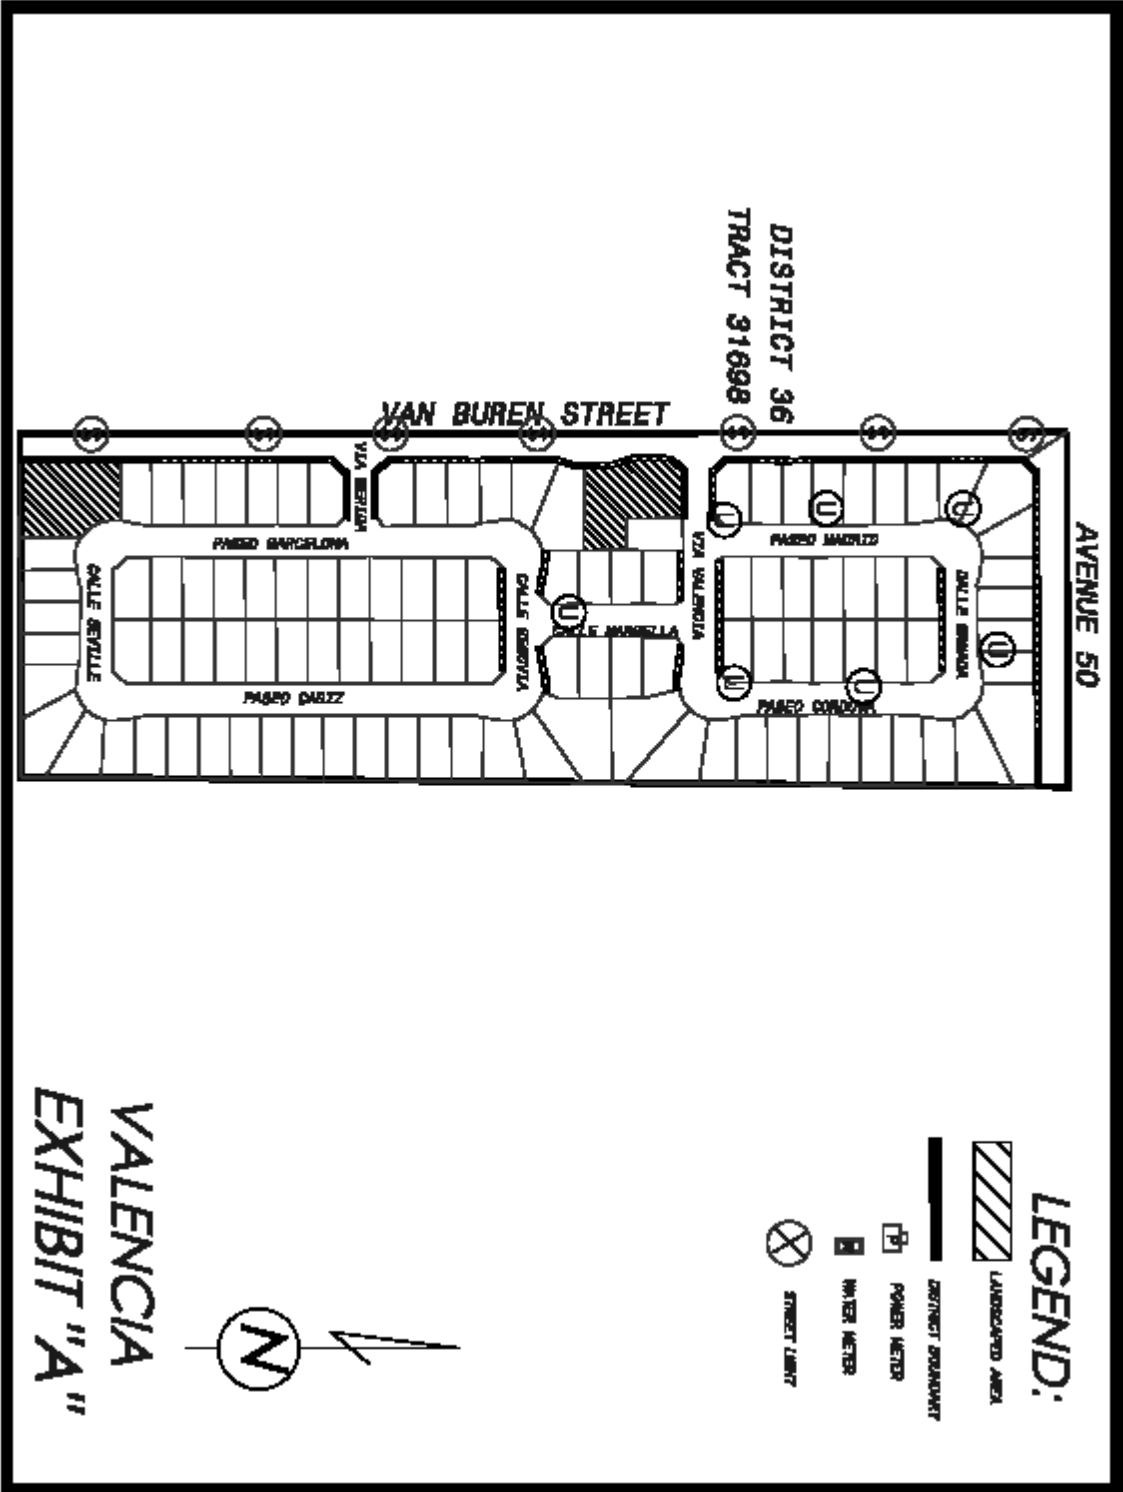 DISTRICT 36
TRACT 31698
VAN BUREN STREET
AVENUE 50
VIA MERIDA
PASEO BARCELONA
CALLE SEVILLE
PASEO CADIZ
CALLE SEGOVIA
CALLE MARBELLA
VIA VALENCIA
PASEO MADRID
CALLE GRANADA
PASEO CORDOVA
U
U
U
U
U
U
U
LEGEND:
LANDSCAPED AREA
DISTRICT BOUNDARY
P
POWER METER
WATER METER
STREET LIGHT
N
VALENCIA
EXHIBIT "A"